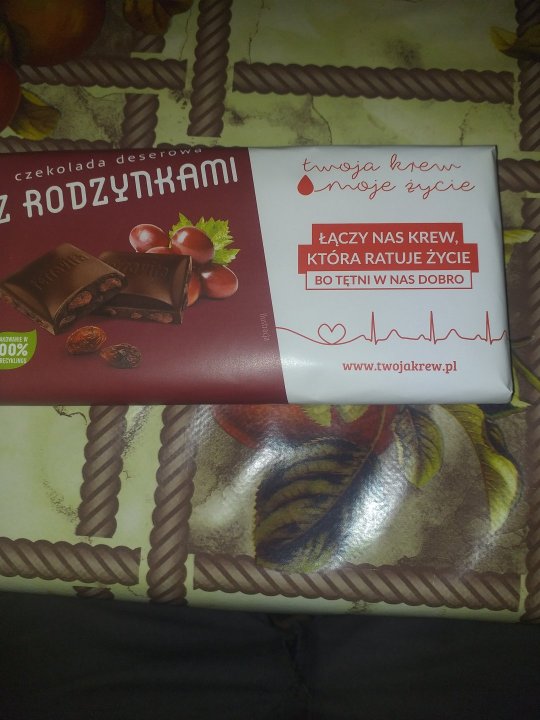 czekolada deserowa
Z RODZYNKAMI
twoja krew
moje życie
ŁĄCZY NAS KREW,
KTÓRA RATUJE ŻYCIE
BO TĘTNI W NAS DOBRO
www.twojakrew.pl